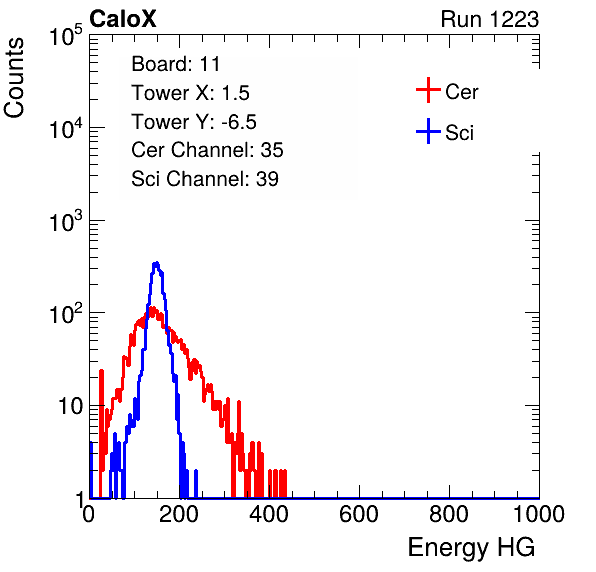 CaloX Run 1223
Counts
Board: 11
Tower X: 1.5
Tower Y: -6.5
Cer Channel: 35
Sci Channel: 39
Cer
Sci
10^5
10^4
10^3
10^2
10
1
0 200 400 600 800 1000
Energy HG